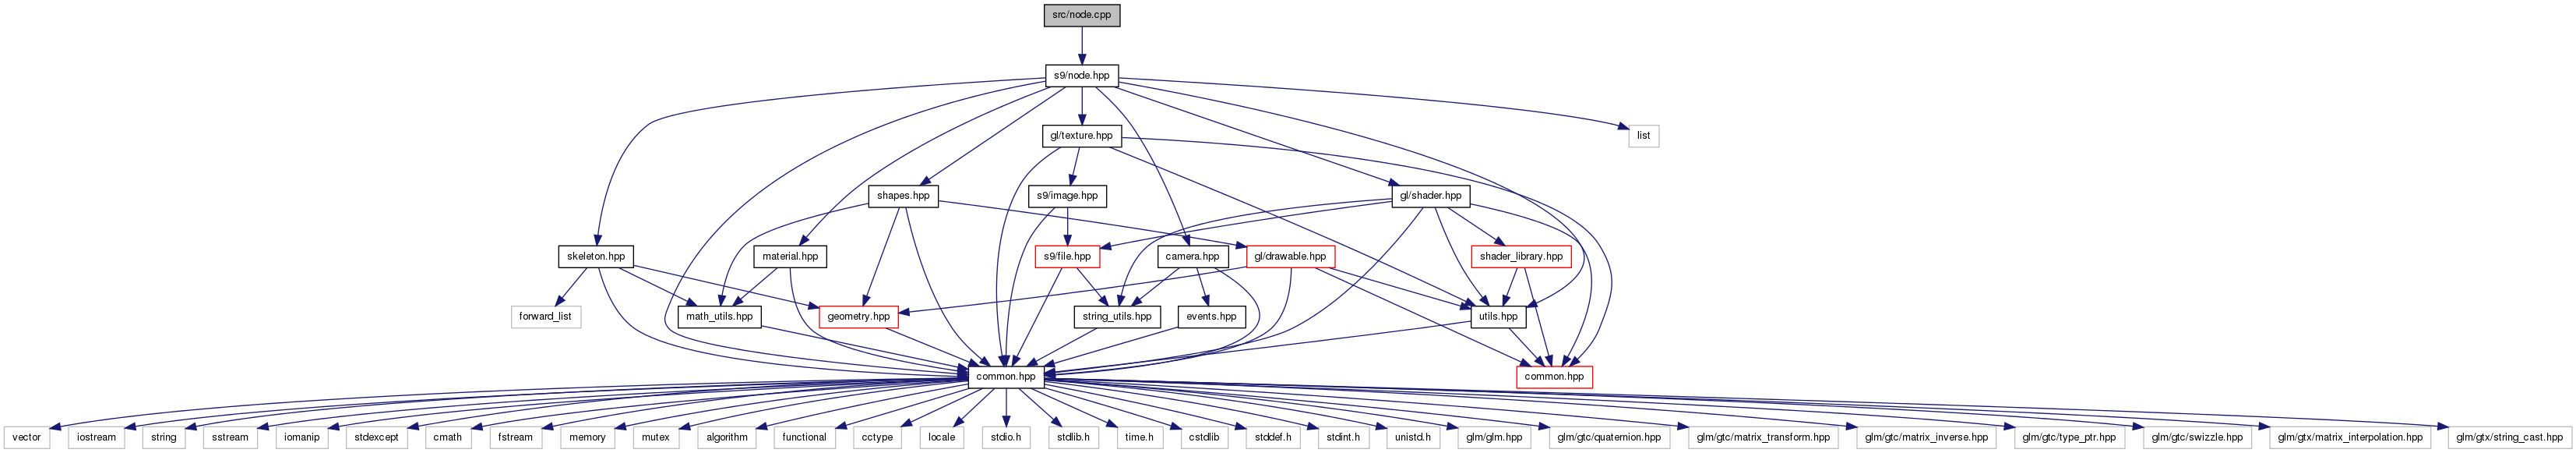 src/node.cpp
s9/node.hpp
gl/texture.hpp
list
shapes.hpp
s9/image.hpp
gl/shader.hpp
skeleton.hpp
material.hpp
s9/file.hpp
camera.hpp
gl/drawable.hpp
shader_library.hpp
forward_list
math_utils.hpp
geometry.hpp
string_utils.hpp
events.hpp
utils.hpp
common.hpp
common.hpp
vector
iostream
string
sstream
iomanip
stdexcept
cmath
fstream
memory
mutex
algorithm
functional
cctype
locale
stdio.h
stdlib.h
time.h
cstdlib
stddef.h
stdint.h
unistd.h
glm/glm.hpp
glm/gtc/quaternion.hpp
glm/gtc/matrix_transform.hpp
glm/gtc/matrix_inverse.hpp
glm/gtc/type_ptr.hpp
glm/gtc/swizzle.hpp
glm/gtx/matrix_interpolation.hpp
glm/gtx/string_cast.hpp